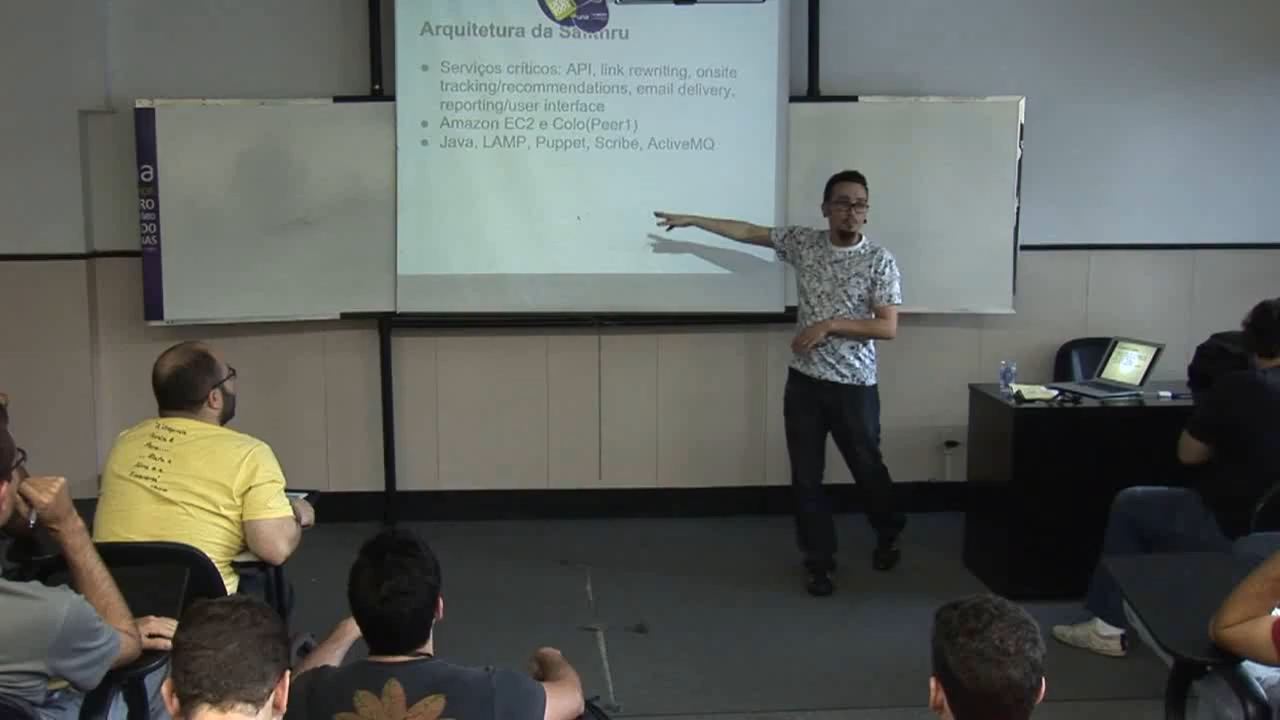 Arquitetura da Sailthru
● Serviços críticos: API, link rewriting, onsite
tracking/recommendations, email delivery,
reporting/user interface
● Amazon EC2 e Colo(Peer1)
● Java, LAMP, Puppet, Scribe, ActiveMQ